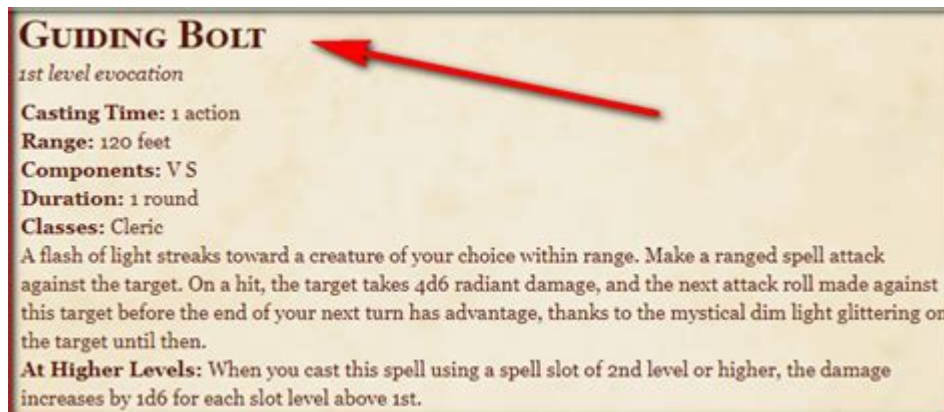 GUIDING BOLT
1st level evocation
Casting Time: 1 action
Range: 120 feet
Components: V S
Duration: 1 round
Classes: Cleric
A flash of light streaks toward a creature of your choice within range. Make a ranged spell attack
against the target. On a hit, the target takes 4d6 radiant damage, and the next attack roll made against
this target before the end of your next turn has advantage, thanks to the mystical dim light glittering on
the target until then.
At Higher Levels: When you cast this spell using a spell slot of 2nd level or higher, the damage
increases by 1d6 for each slot level above 1st.